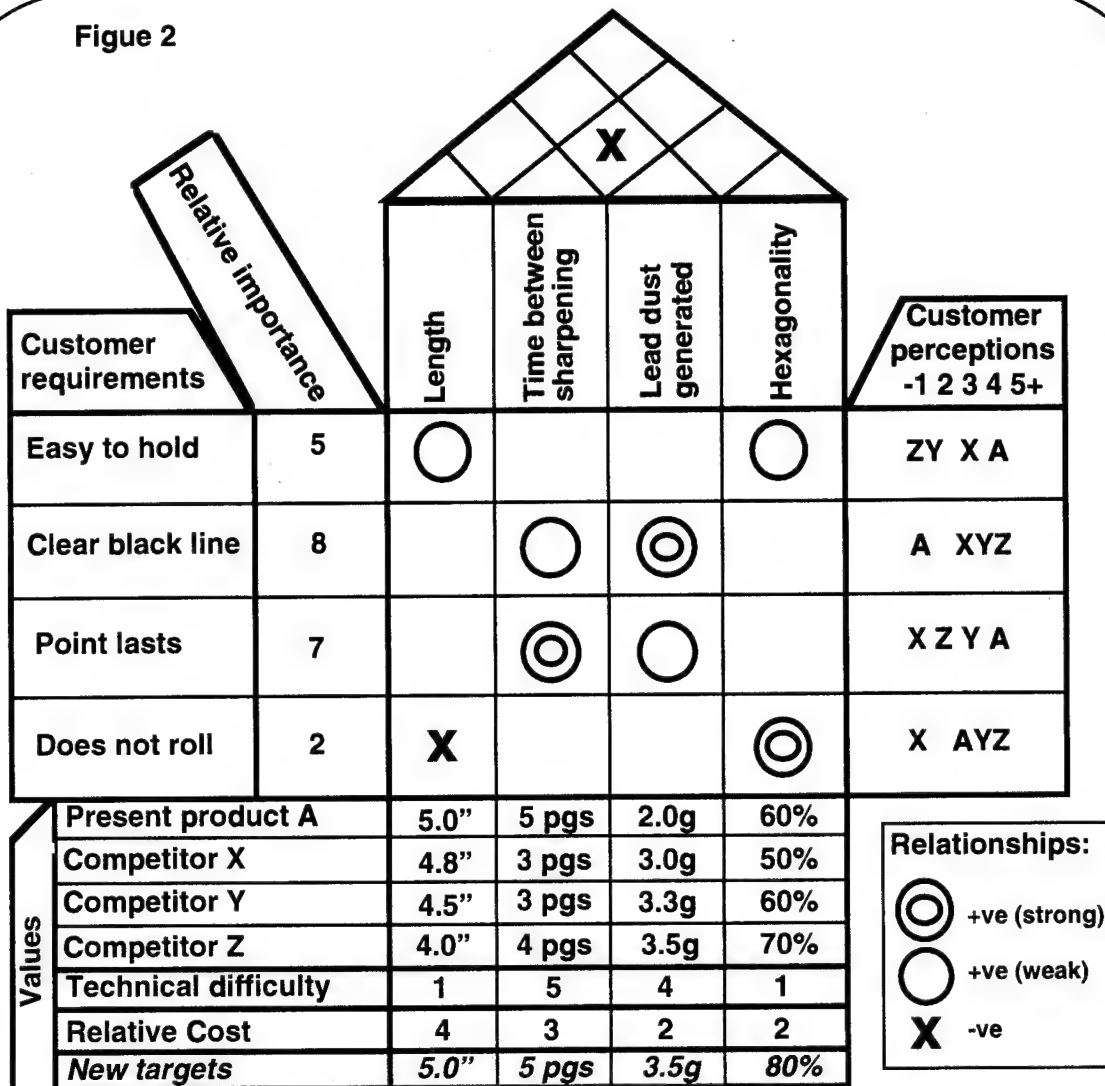 Figue 2
X
Relative importance
Length
Time between
sharpening
Lead dust
generated
Hexagonality
Customer
requirements
Customer
perceptions
-1 2 3 4 5+
Easy to hold 5 ZY X A
Clear black line 8 A XYZ
Point lasts 7 X Z Y A
Does not roll 2 X X AYZ
Values
Present product A 5.0” 5 pgs 2.0g 60%
Competitor X 4.8” 3 pgs 3.0g 50%
Competitor Y 4.5” 3 pgs 3.3g 60%
Competitor Z 4.0” 4 pgs 3.5g 70%
Technical difficulty 1 5 4 1
Relative Cost 4 3 2 2
New targets 5.0” 5 pgs 3.5g 80%
Relationships:
+ve (strong)
+ve (weak)
X -ve